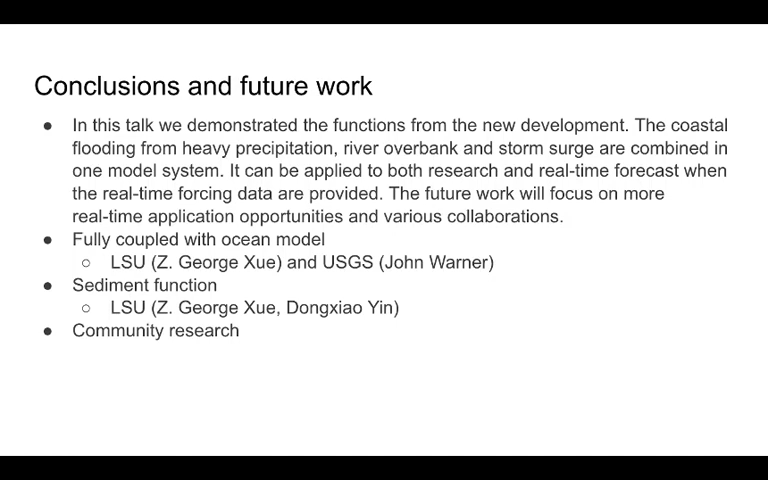 Conclusions and future work
● In this talk we demonstrated the functions from the new development. The coastal
flooding from heavy precipitation, river overbank and storm surge are combined in
one model system. It can be applied to both research and real-time forecast when
the real-time forcing data are provided. The future work will focus on more
real-time application opportunities and various collaborations.
● Fully coupled with ocean model
○ LSU (Z. George Xue) and USGS (John Warner)
● Sediment function
○ LSU (Z. George Xue, Dongxiao Yin)
● Community research